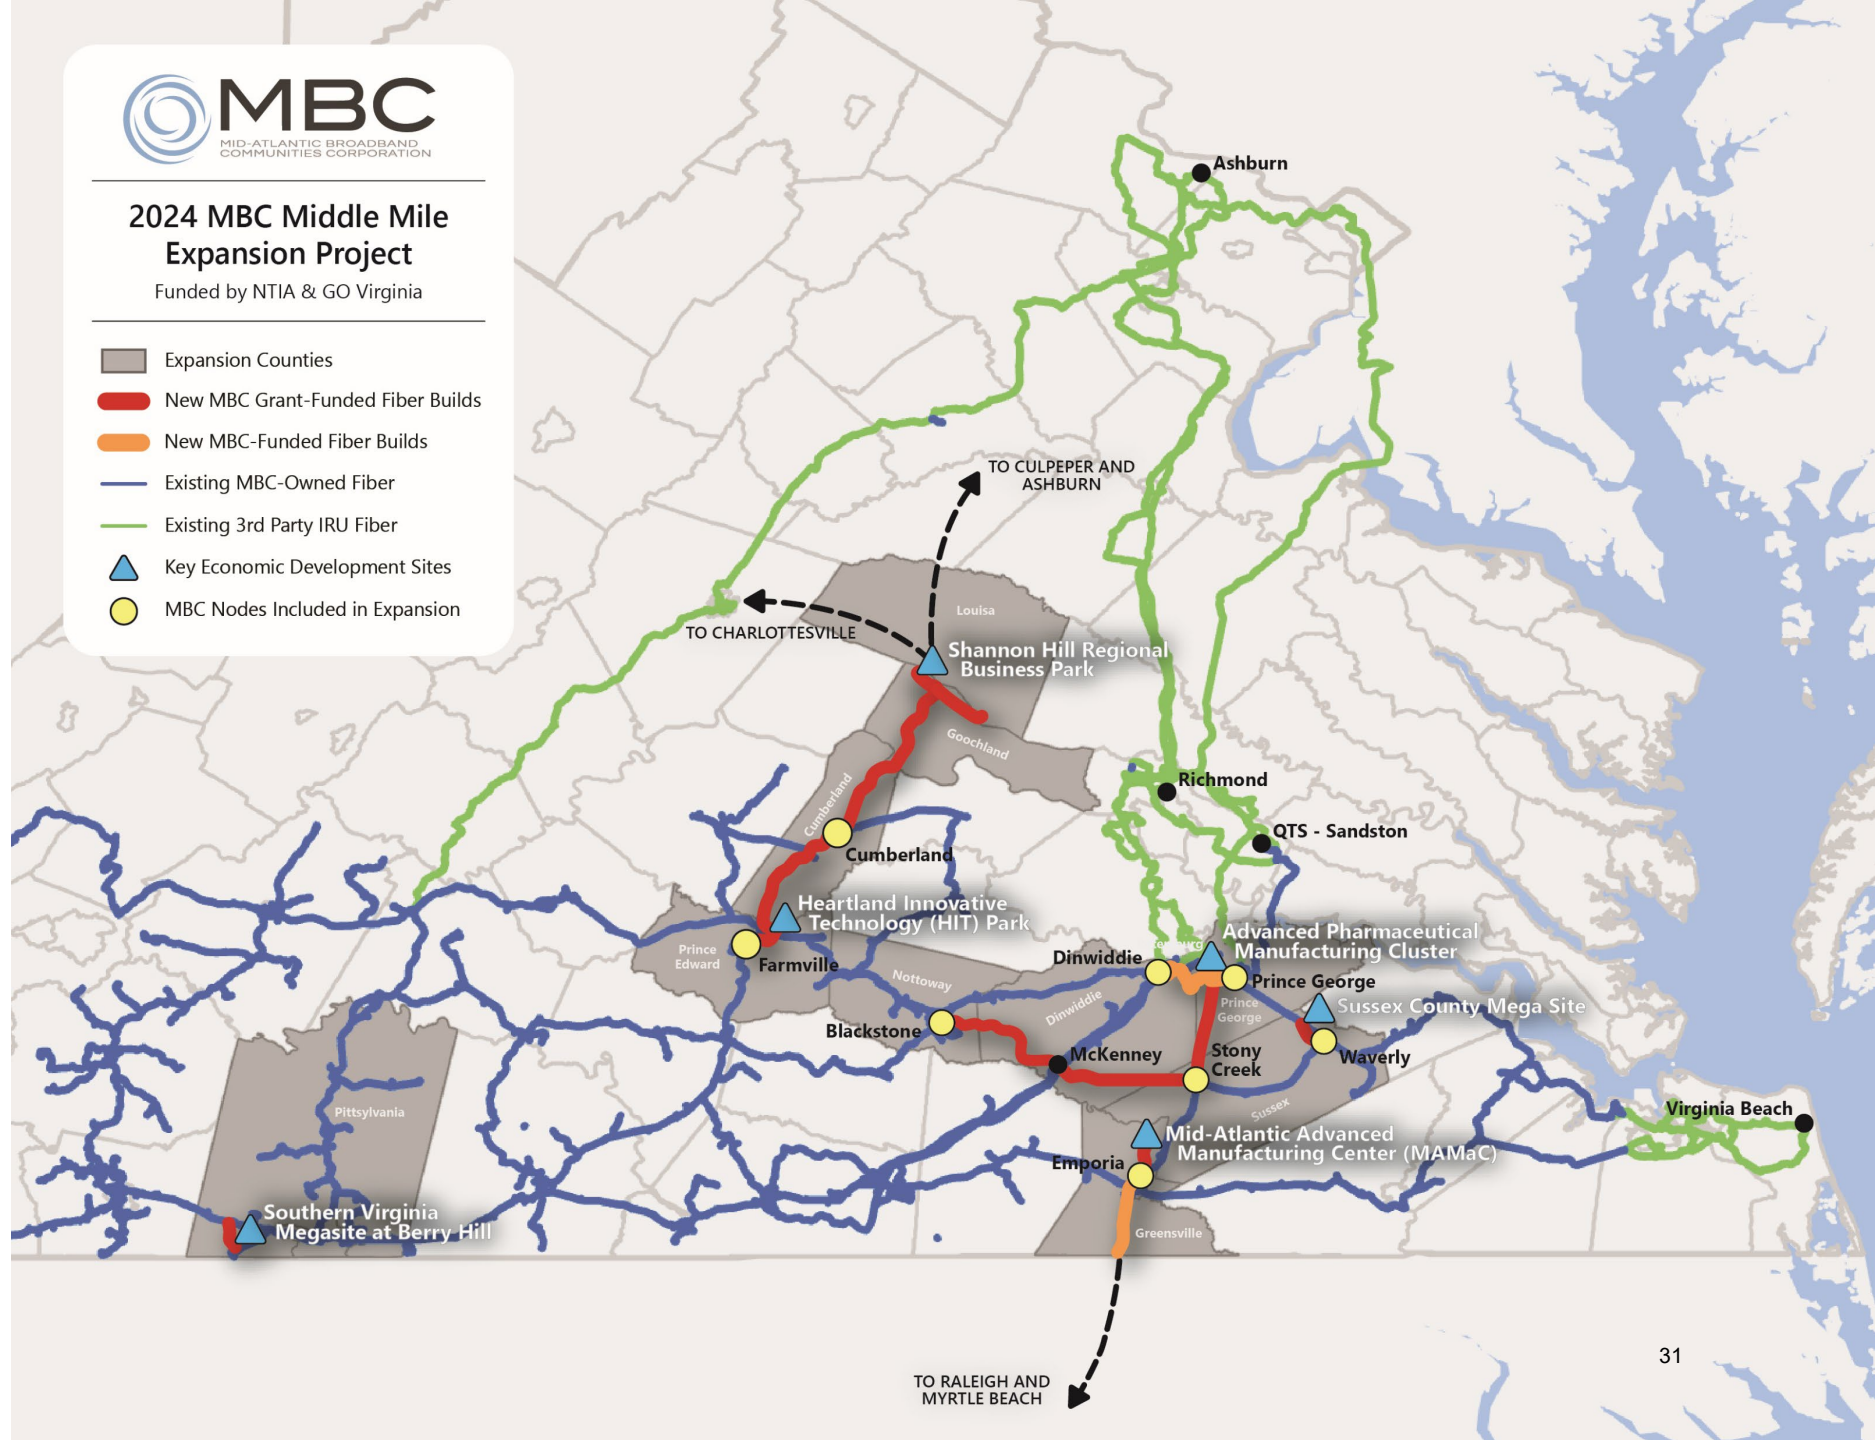 MBC
MID-ATLANTIC BROADBAND
COMMUNITIES CORPORATION
2024 MBC Middle Mile
Expansion Project
Funded by NTIA & GO Virginia
Expansion Counties
New MBC Grant-Funded Fiber Builds
New MBC-Funded Fiber Builds
Existing MBC-Owned Fiber
Existing 3rd Party IRU Fiber
Key Economic Development Sites
MBC Nodes Included in Expansion
Ashburn
TO CULPEPER AND
ASHBURN
Louisa
TO CHARLOTTESVILLE
Shannon Hill Regional
Business Park
Goochland
Richmond
Cumberland
QTS - Sandston
Cumberland
Heartland Innovative
Technology (HIT) Park
Prince
Edward
Farmville
Nottoway
Dinwiddie
Advanced Pharmaceutical
Manufacturing Cluster
Prince George
Dinwiddie
Prince
George
Sussex County Mega Site
Blackstone
McKenney
Stony
Creek
Waverly
Sussex
Pittsylvania
Virginia Beach
Mid-Atlantic Advanced
Manufacturing Center (MAMaC)
Emporia
Southern Virginia
Megasite at Berry Hill
Greensville
TO RALEIGH AND
MYRTLE BEACH
31